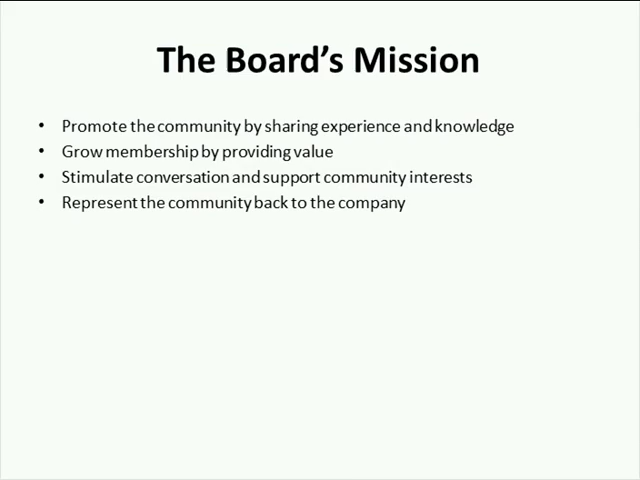 The Board’s Mission
• Promote the community by sharing experience and knowledge
• Grow membership by providing value
• Stimulate conversation and support community interests
• Represent the community back to the company